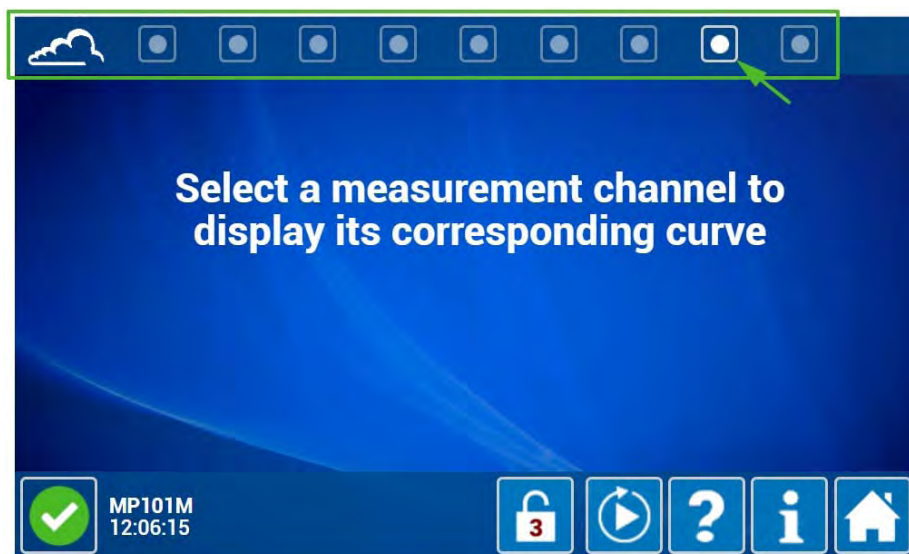 Select a measurement channel to
display its corresponding curve
MP101M
12:06:15
3
?
i